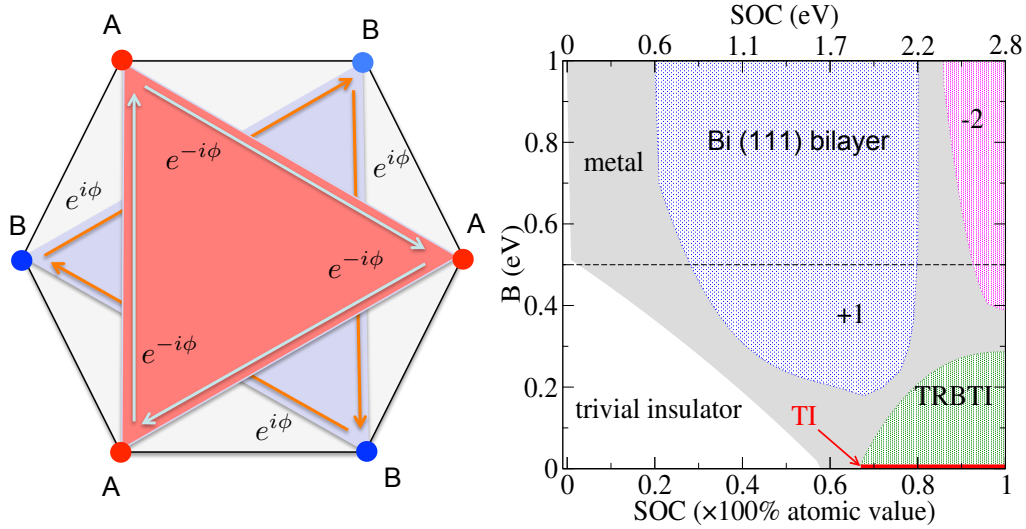 A
B
e^{-iφ}
e^{iφ}
e^{iφ}
B
A
e^{-iφ}
e^{-iφ}
e^{iφ}
A
B
SOC (eV)
0 0.6 1.1 1.7 2.2 2.8
1
0.8
0.6
0.4
0.2
0
B (eV)
Bi (111) bilayer
-2
metal
+1
trivial insulator
TI
TRBTI
0 0.2 0.4 0.6 0.8 1
SOC (×100% atomic value)